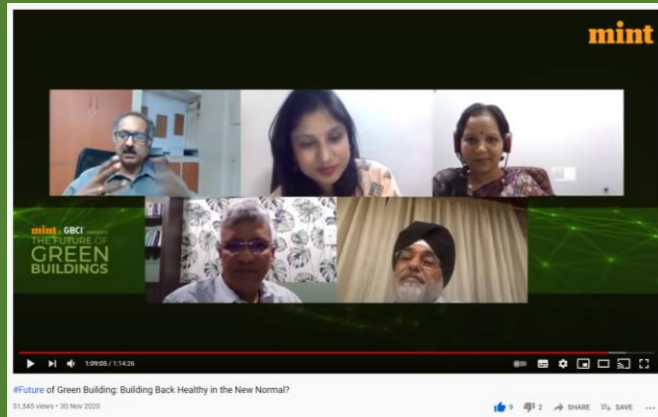 mint
mint & GBCI
THE FUTURE OF
GREEN
BUILDINGS
1:09:05 / 1:14:26
#Future of Green Building: Building Back Healthy in the New Normal?
51,545 views • 30 Nov 2020
9 2 SHARE SAVE